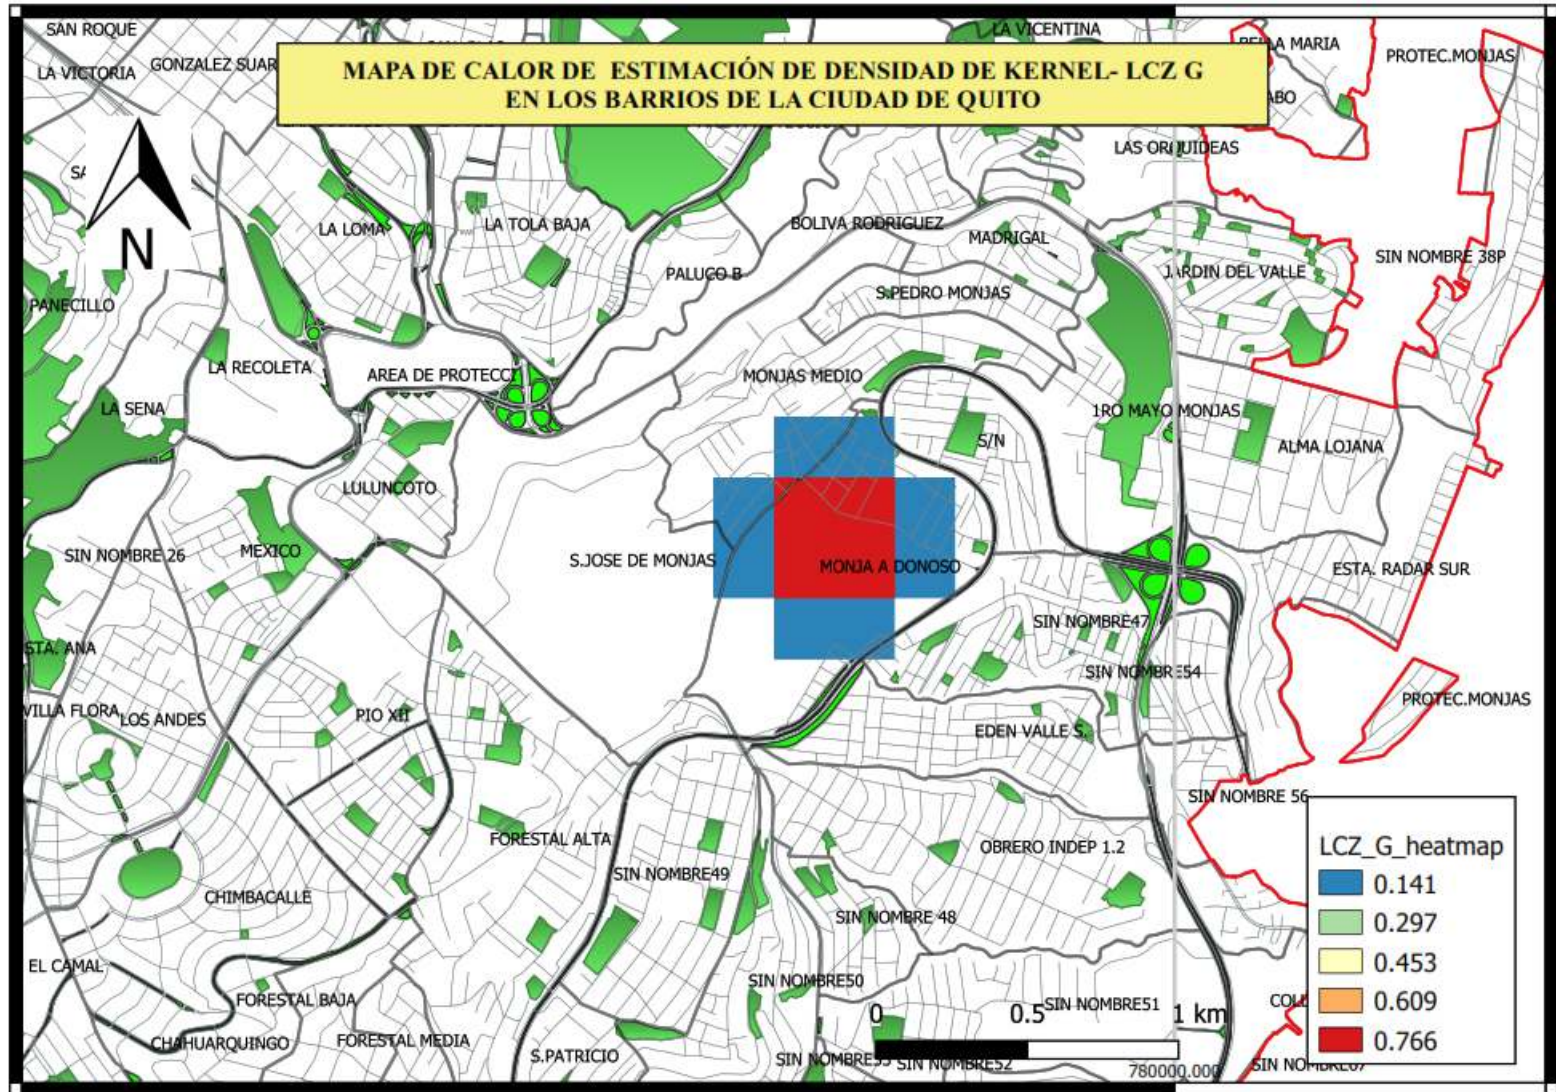 SAN ROQUE
LA VICENTINA
LA VICTORIA
GONZALEZ SUAR
MARIA
PROTEC.MONJAS
MAPA DE CALOR DE ESTIMACIÓN DE DENSIDAD DE KERNEL- LCZ G
EN LOS BARRIOS DE LA CIUDAD DE QUITO
LAS ORQUIDEAS
N
LA LOMA
LA TOLA BAJA
BOLIVA RODRIGUEZ
MADRIGAL
PALUCO B
JARDIN DEL VALLE
SIN NOMBRE 38P
PANECILLO
S.PEDRO MONJAS
LA RECOLETA
AREA DE PROTECCI
MONJAS MEDIO
LA SENA
1RO MAYO MONJAS
S/N
ALMA LOJANA
LULUNCOTO
SIN NOMBRE 26
MEXICO
S.JOSE DE MONJAS
MONJA A DONOSO
ESTA. RADAR SUR
SIN NOMBRE47
STA. ANA
SIN NOMBRE54
VILLA FLORA
LOS ANDES
PIO XII
PROTEC.MONJAS
EDEN VALLE S.
SIN NOMBRE 56
FORESTAL ALTA
OBRERO INDEP 1.2
SIN NOMBRE49
CHIMBACALLE
SIN NOMBRE 48
LCZ_G_heatmap
0.141
0.297
0.453
0.609
0.766
EL CAMAL
FORESTAL BAJA
SIN NOMBRE50
SIN NOMBRE51
0 0.5 1 km
CHAHUARQUINGO
FORESTAL MEDIA
S.PATRICIO
SIN NOMBRE52
780000.000